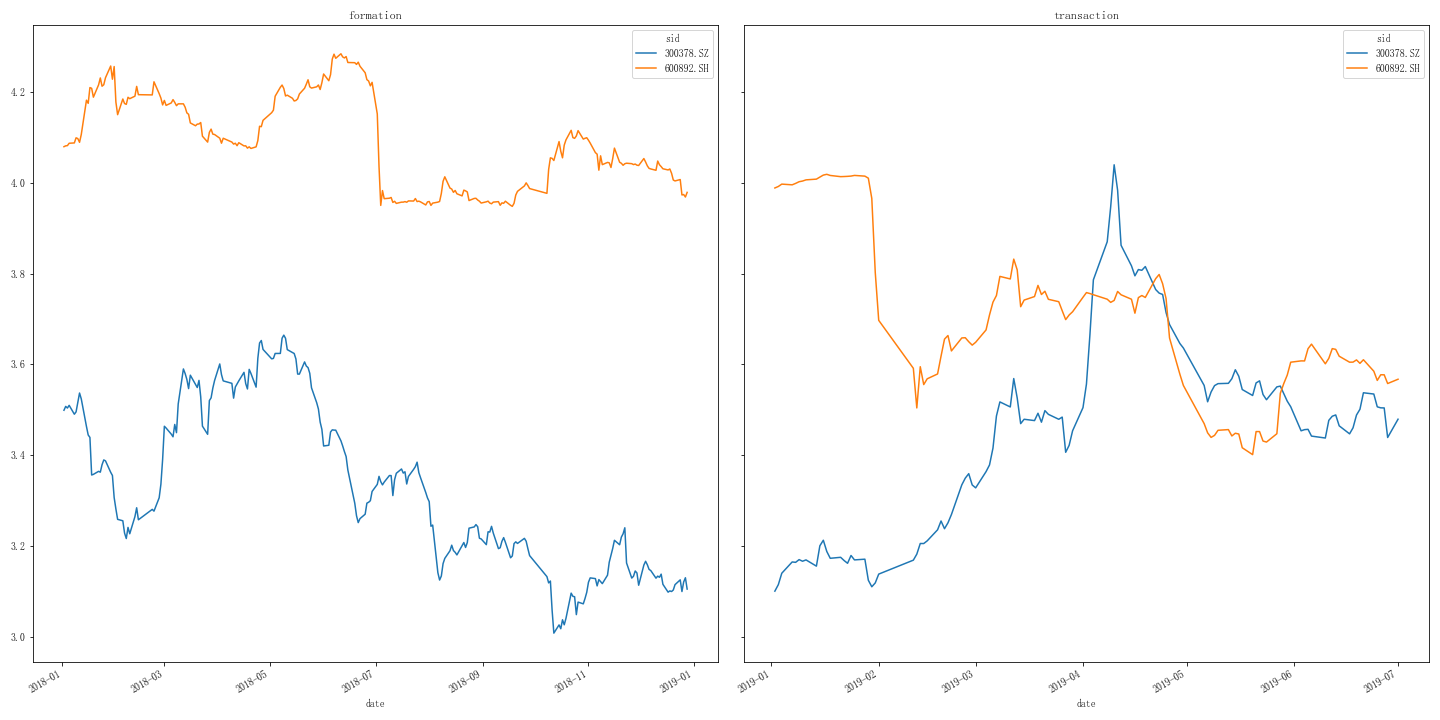 formation
sid
300378.SZ
600892.SH
4.2
4.0
3.8
3.6
3.4
3.2
3.0
2018-01
2018-03
2018-05
2018-07
2018-09
2018-11
2019-01
date
transaction
sid
300378.SZ
600892.SH
2019-01
2019-02
2019-03
2019-04
2019-05
2019-06
2019-07
date